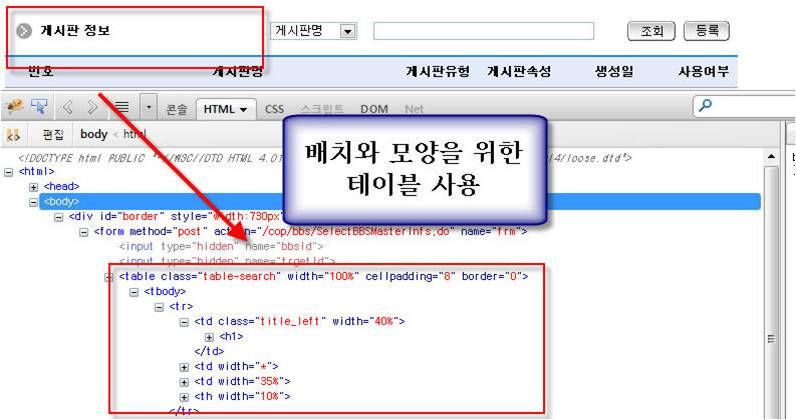 게시판 정보 게시판명 조회 등록
번호 게시판명 게시판유형 게시판속성 생성일 사용여부
콘솔 HTML CSS 스크립트 DOM Net
편집 body < html
배치와 모양을 위한
테이블 사용
<!DOCTYPE html PUBLIC "-//W3C//DTD HTML 4.01 4/loose.dtd">
<html>
<head>
<body>
<div id="border" style="width:730px"
<form method="post" action="/cop/bbs/SelectBBSMasterInfs.do" name="frm">
<input type="hidden" name="bbsId">
<input type="hidden" name="trgetId">
<table class="table-search" width="100%" cellpadding="8" border="0">
<tbody>
<tr>
<td class="title_left" width="40%">
<h1>
</td>
<td width="*">
<td width="35%">
<th width="10%">
</tr>